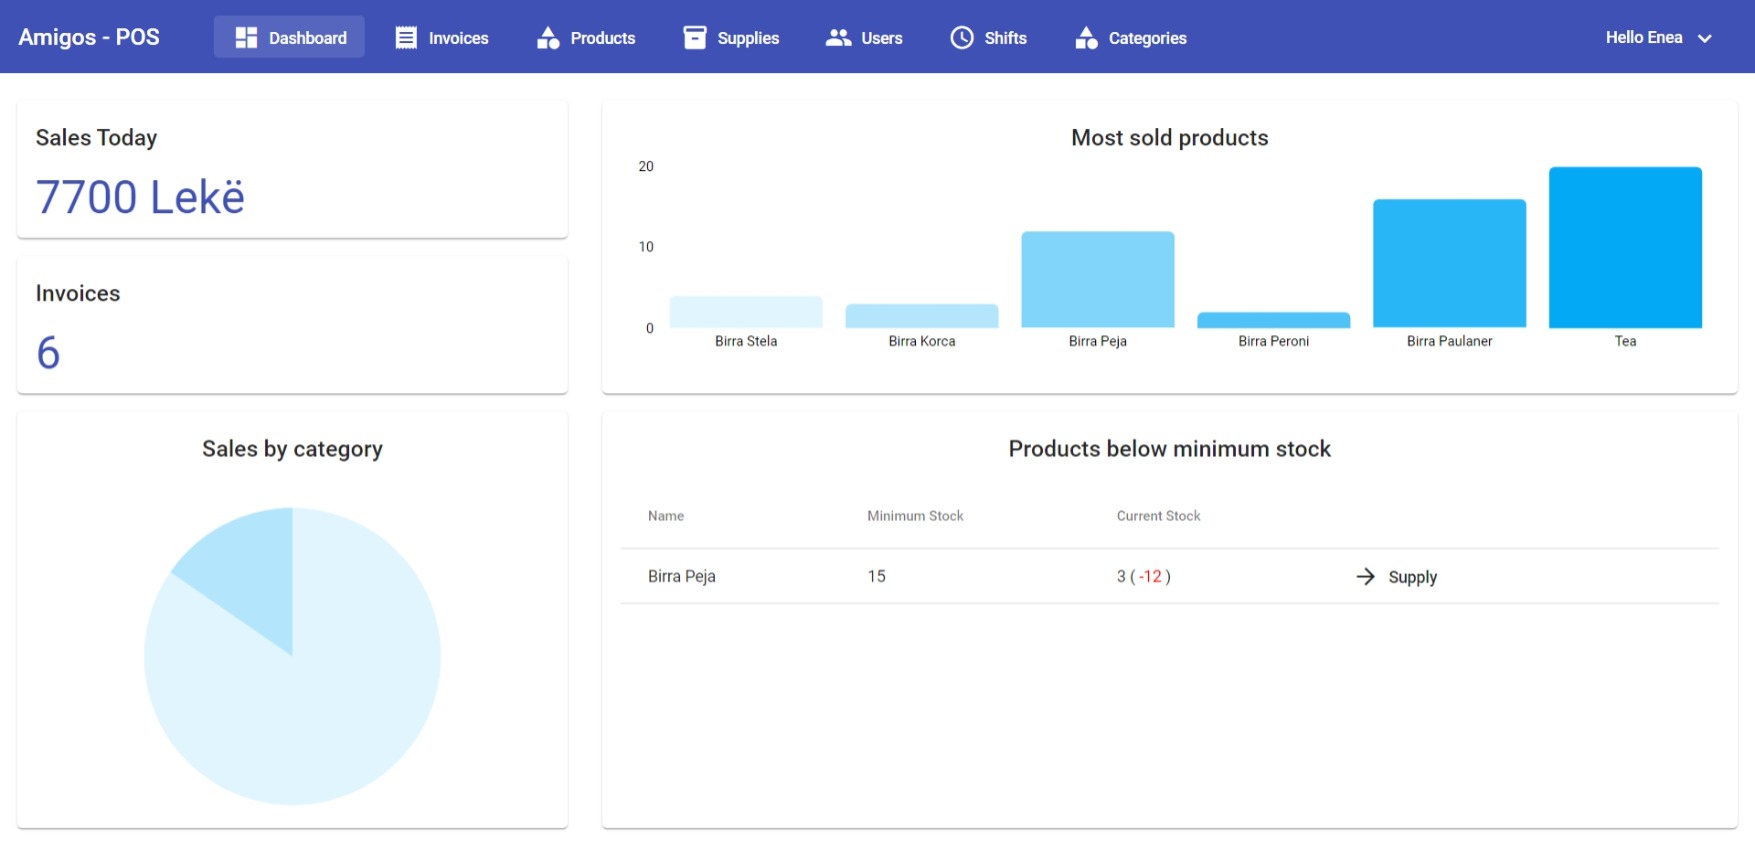 Amigos - POS
Dashboard
Invoices
Products
Supplies
Users
Shifts
Categories
Hello Enea
Sales Today
7700 Lekë
Invoices
6
Most sold products
20
10
0
Birra Stela
Birra Korca
Birra Peja
Birra Peroni
Birra Paulaner
Tea
Sales by category
Products below minimum stock
Name Minimum Stock Current Stock
Birra Peja 15 3 ( -12 ) Supply